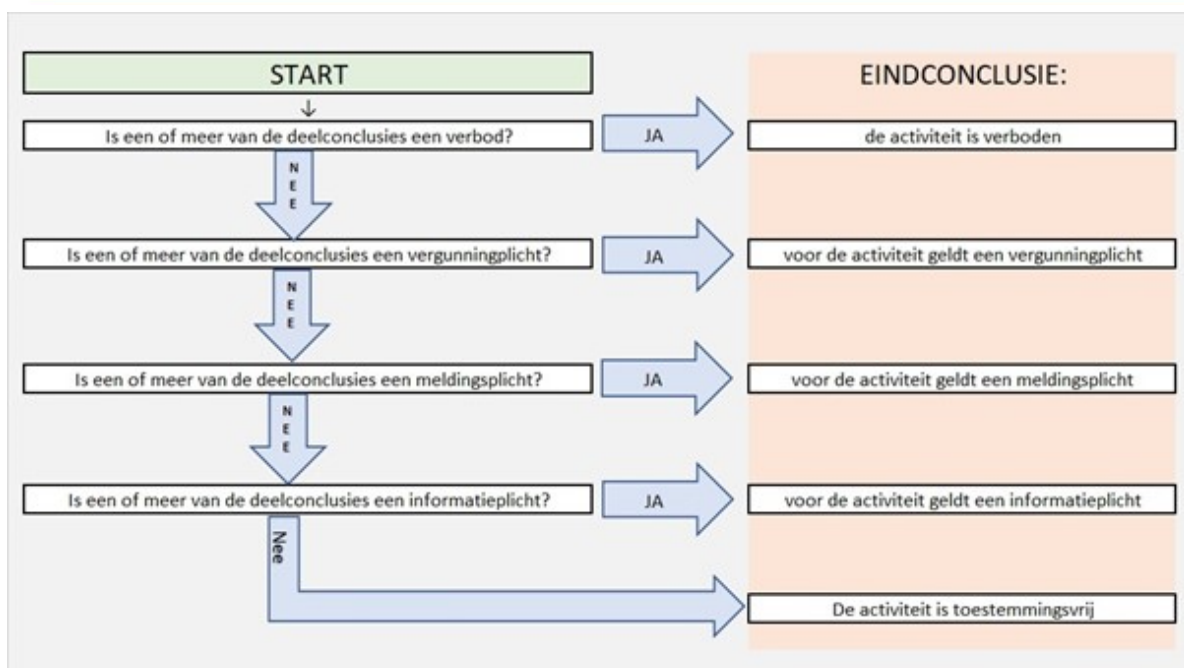 START
EINDCONCLUSIE:
↓
Is een of meer van de deelconclusies een verbod?
JA
de activiteit is verboden
NEE
Is een of meer van de deelconclusies een vergunningplicht?
JA
voor de activiteit geldt een vergunningplicht
NEE
Is een of meer van de deelconclusies een meldingsplicht?
JA
voor de activiteit geldt een meldingsplicht
NEE
Is een of meer van de deelconclusies een informatieplicht?
JA
voor de activiteit geldt een informatieplicht
Nee
De activiteit is toestemmingsvrij